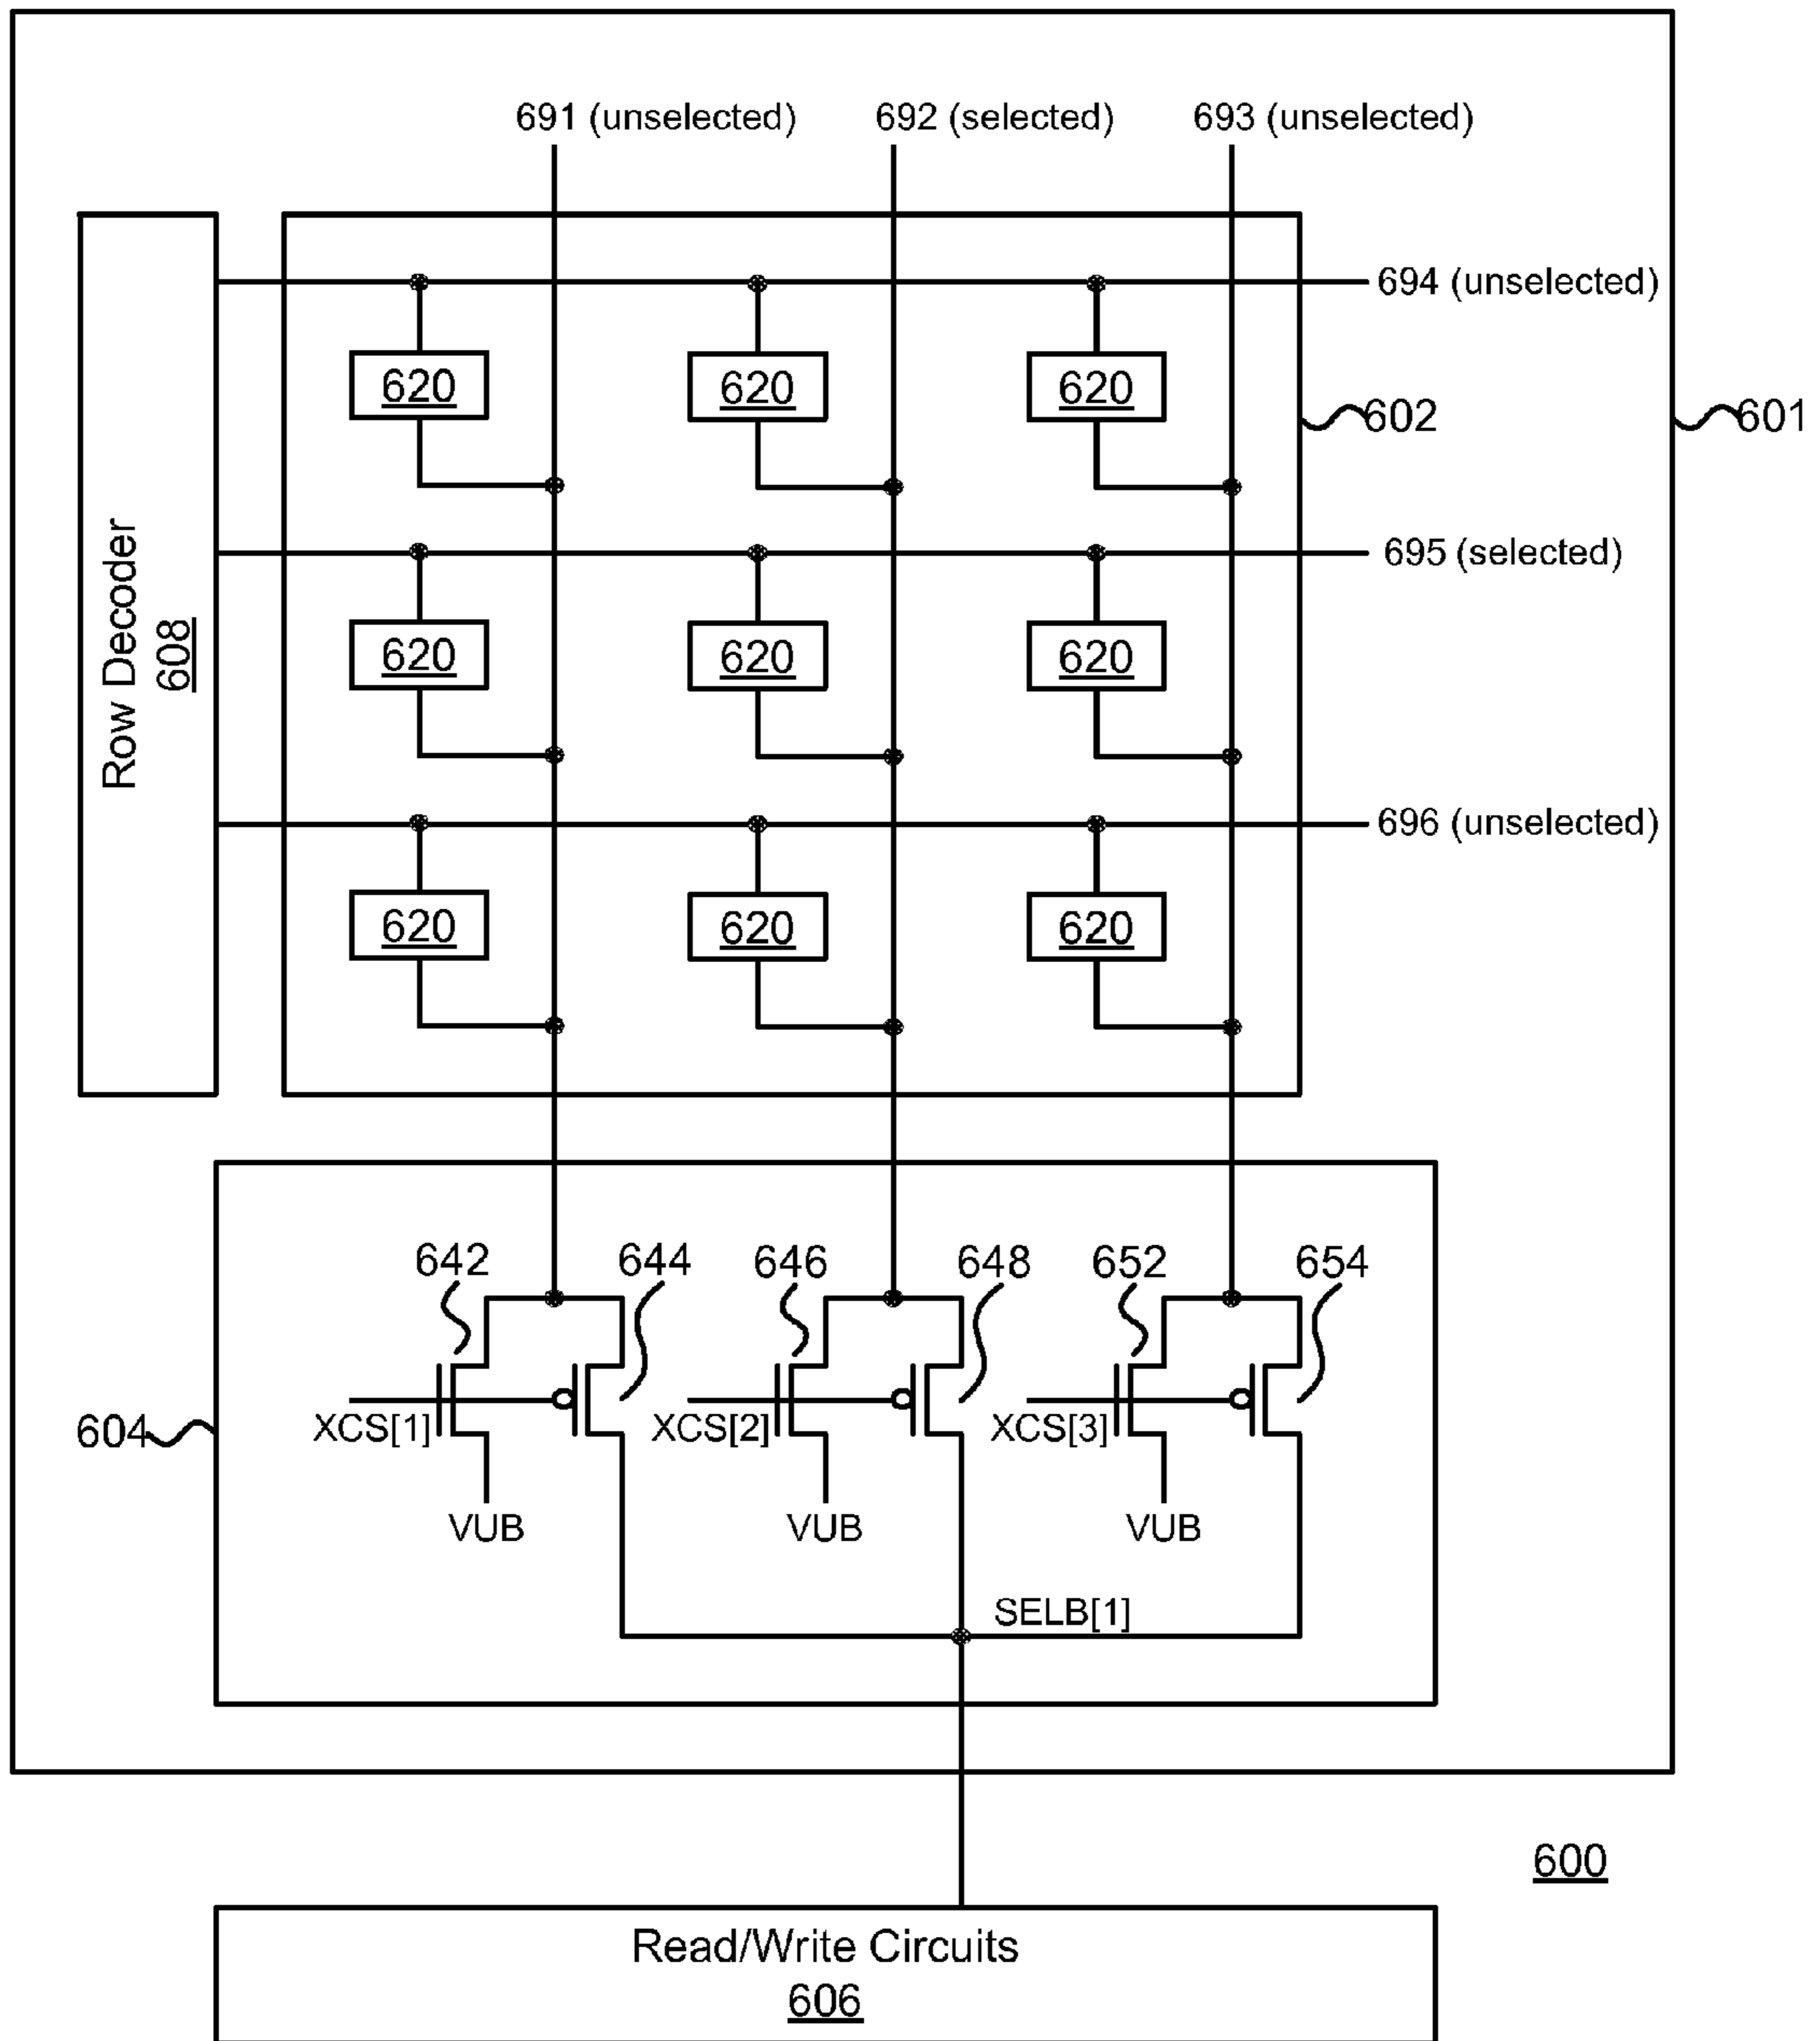 691 (unselected) 692 (selected) 693 (unselected)
694 (unselected)
620 620 620
602 601
Row Decoder
608
695 (selected)
620 620 620
696 (unselected)
620 620 620
642 644 646 648 652 654
604
XCS[1] XCS[2] XCS[3]
VUB VUB VUB
SELB[1]
600
Read/Write Circuits
606